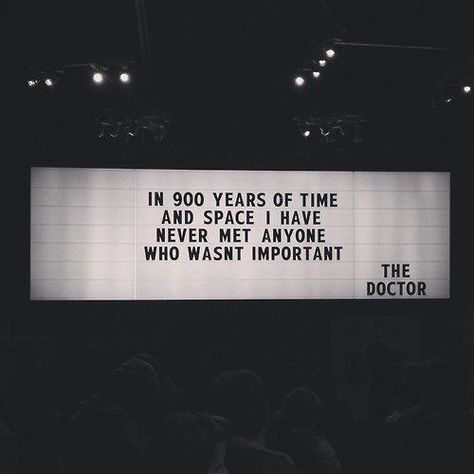 IN 900 YEARS OF TIME
AND SPACE I HAVE
NEVER MET ANYONE
WHO WASNT IMPORTANT
THE
DOCTOR